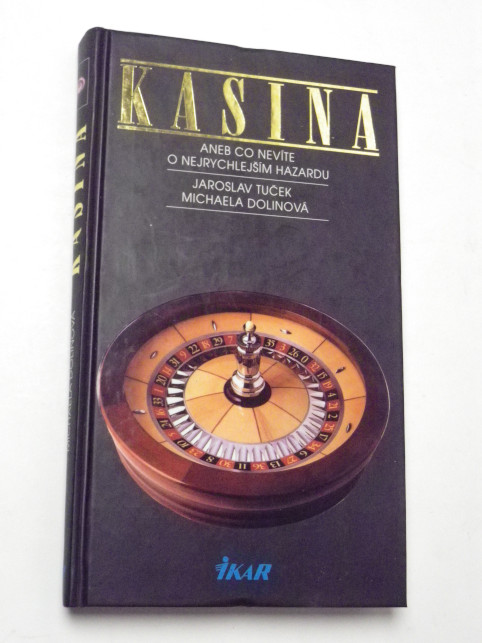 KASINA
ANEB CO NEVÍTE
O NEJRYCHLEJŠÍM HAZARDU
JAROSLAV TUČEK
MICHAELA DOLINOVÁ
IKAR
KASINA